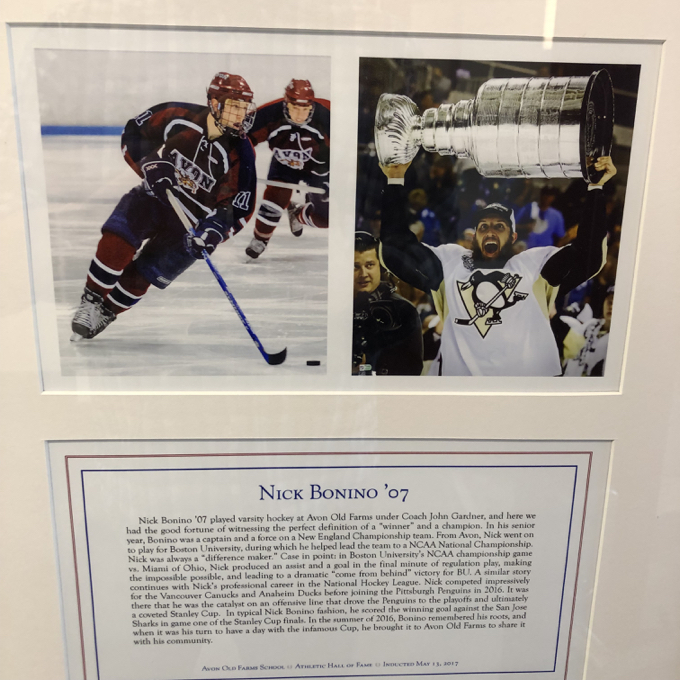 AVON
11
Nick Bonino '07
Nick Bonino '07 played varsity hockey at Avon Old Farms under Coach John Gardner, and here we
had the good fortune of witnessing the perfect definition of a "winner" and a champion. In his senior
year, Bonino was a captain and a force on a New England Championship team. From Avon, Nick went on
to play for Boston University, during which he helped lead the team to a NCAA National Championship.
Nick was always a "difference maker." Case in point: in Boston University's NCAA championship game
vs. Miami of Ohio, Nick produced an assist and a goal in the final minute of regulation play, making
the impossible possible, and leading to a dramatic "come from behind" victory for BU. A similar story
continues with Nick's professional career in the National Hockey League. Nick competed impressively
for the Vancouver Canucks and Anaheim Ducks before joining the Pittsburgh Penguins in 2016. It was
there that he was the catalyst on an offensive line that drove the Penguins to the playoffs and ultimately
a coveted Stanley Cup. In typical Nick Bonino fashion, he scored the winning goal against the San Jose
Sharks in game one of the Stanley Cup finals. In the summer of 2016, Bonino remembered his roots, and
when it was his turn to have a day with the infamous Cup, he brought it to Avon Old Farms to share it
with his community.
Avon Old Farms School Athletic Hall of Fame Inducted May 13, 2017